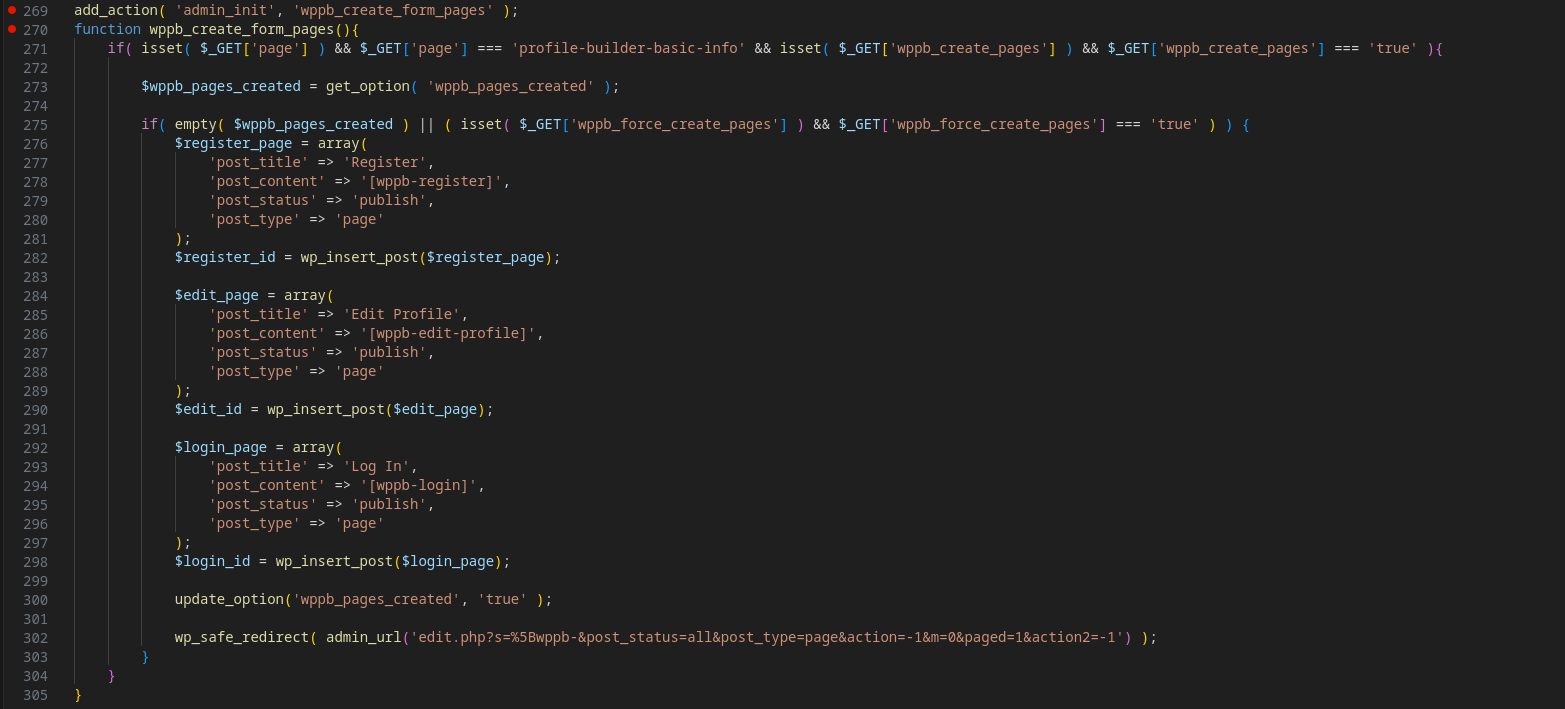 269 add_action( 'admin_init', 'wppb_create_form_pages' );
270 function wppb_create_form_pages(){
271     if( isset( $_GET['page'] ) && $_GET['page'] === 'profile-builder-basic-info' && isset( $_GET['wppb_create_pages'] ) && $_GET['wppb_create_pages'] === 'true' ){
272
273         $wppb_pages_created = get_option( 'wppb_pages_created' );
274
275         if( empty( $wppb_pages_created ) || ( isset( $_GET['wppb_force_create_pages'] ) && $_GET['wppb_force_create_pages'] === 'true' ) ) {
276             $register_page = array(
277                 'post_title' => 'Register',
278                 'post_content' => '[wppb-register]',
279                 'post_status' => 'publish',
280                 'post_type' => 'page'
281             );
282             $register_id = wp_insert_post($register_page);
283
284             $edit_page = array(
285                 'post_title' => 'Edit Profile',
286                 'post_content' => '[wppb-edit-profile]',
287                 'post_status' => 'publish',
288                 'post_type' => 'page'
289             );
290             $edit_id = wp_insert_post($edit_page);
291
292             $login_page = array(
293                 'post_title' => 'Log In',
294                 'post_content' => '[wppb-login]',
295                 'post_status' => 'publish',
296                 'post_type' => 'page'
297             );
298             $login_id = wp_insert_post($login_page);
299
300             update_option('wppb_pages_created', 'true' );
301
302             wp_safe_redirect( admin_url('edit.php?s=%5Bwppb-&post_status=all&post_type=page&action=-1&m=0&paged=1&action2=-1') );
303         }
304     }
305 }